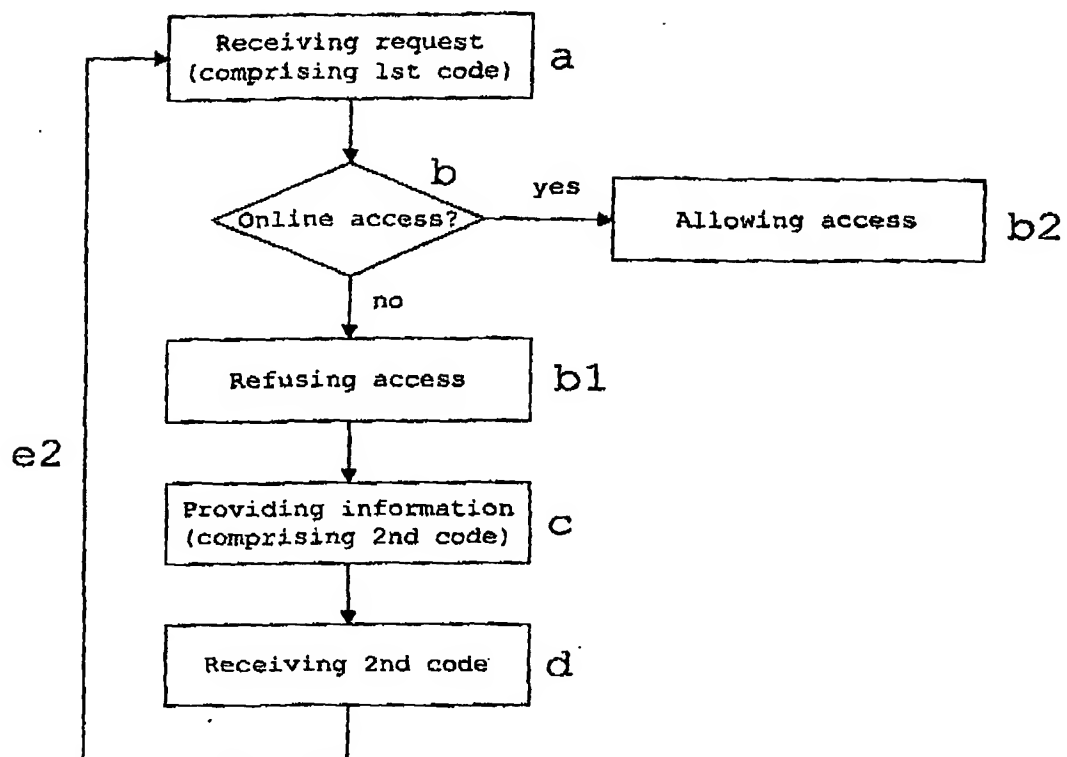 Receiving request
(comprising 1st code)
a
b
Online access?
yes
Allowing access
b2
no
Refusing access
b1
e2
Providing information
(comprising 2nd code)
c
Receiving 2nd code
d